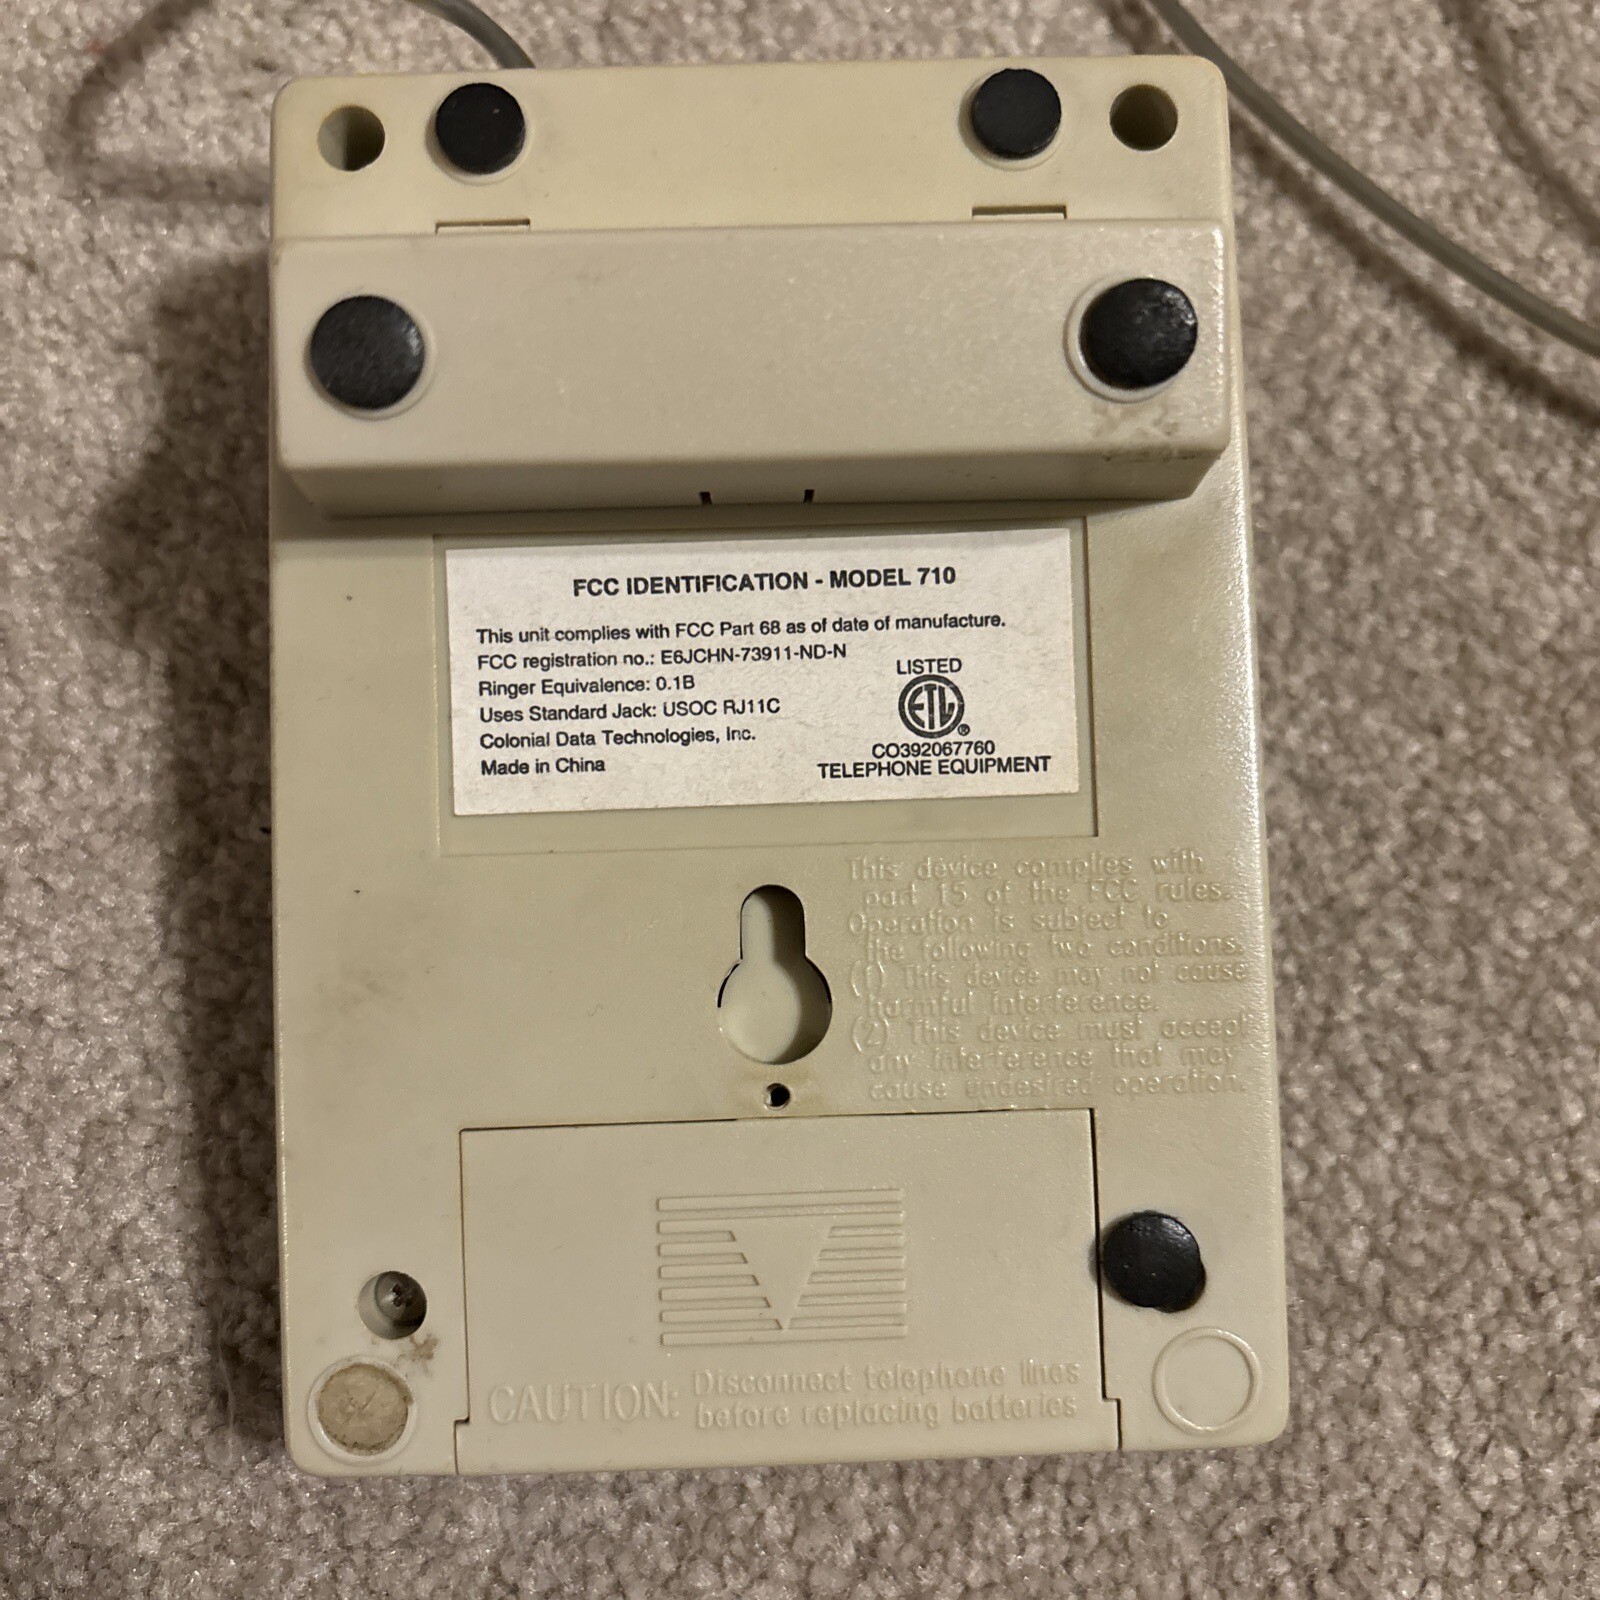 FCC IDENTIFICATION - MODEL 710
This unit complies with FCC Part 68 as of date of manufacture.
FCC registration no.: E6JCHN-73911-ND-N
Ringer Equivalence: 0.1B
Uses Standard Jack: USOC RJ11C
Colonial Data Technologies, Inc.
Made in China
LISTED
ETL
®
CO392067760
TELEPHONE EQUIPMENT
This device complies with
part 15 of the FCC rules.
Operation is subject to
the following two conditions.
(1) This device may not cause
harmful interference.
(2) This device must accept
any interference that may
cause undesired operation.
CAUTION: Disconnect telephone lines
before replacing batteries